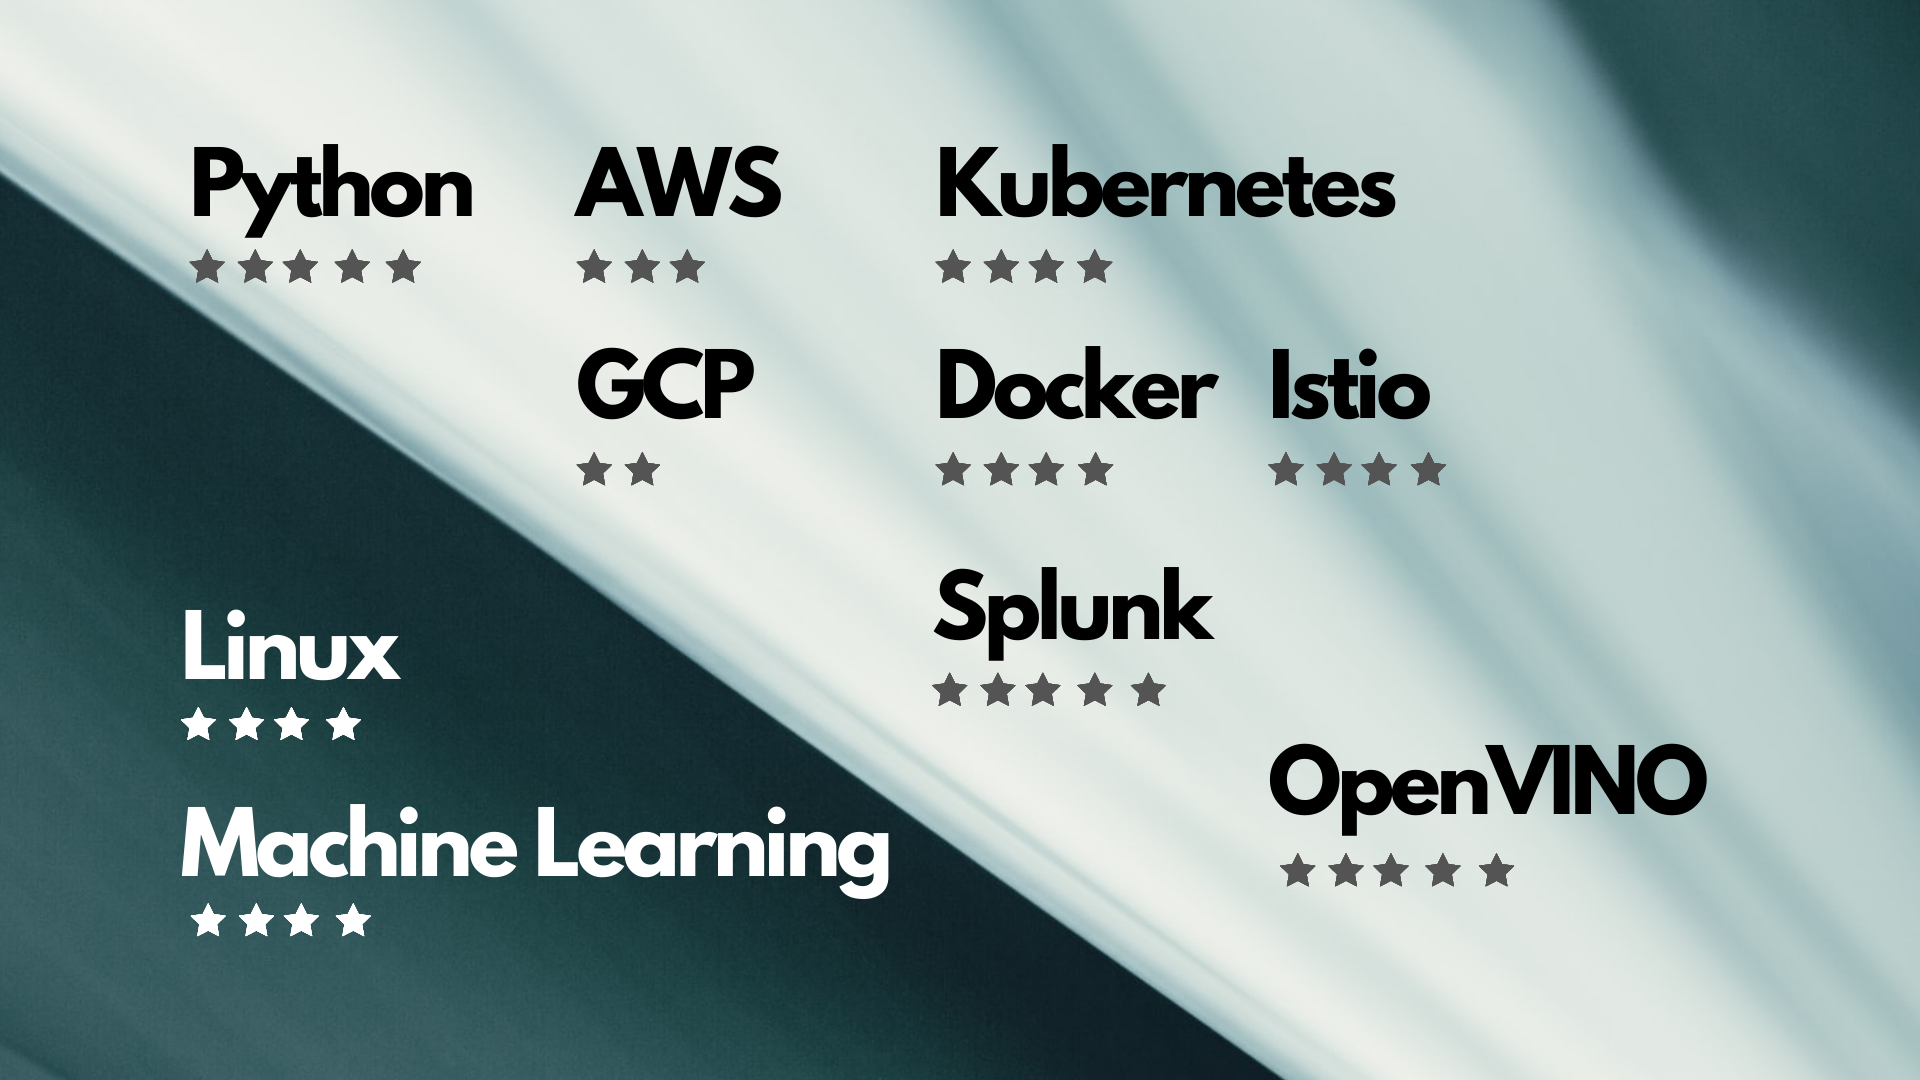 Python
AWS
Kubernetes
GCP
Docker
Istio
Splunk
Linux
OpenVINO
Machine Learning